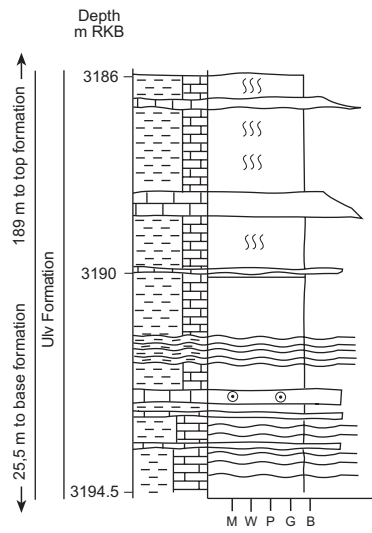 Depth
m RKB
3186
3190
3194.5
189 m to top formation
25,5 m to base formation
Ulv Formation
M W P G B